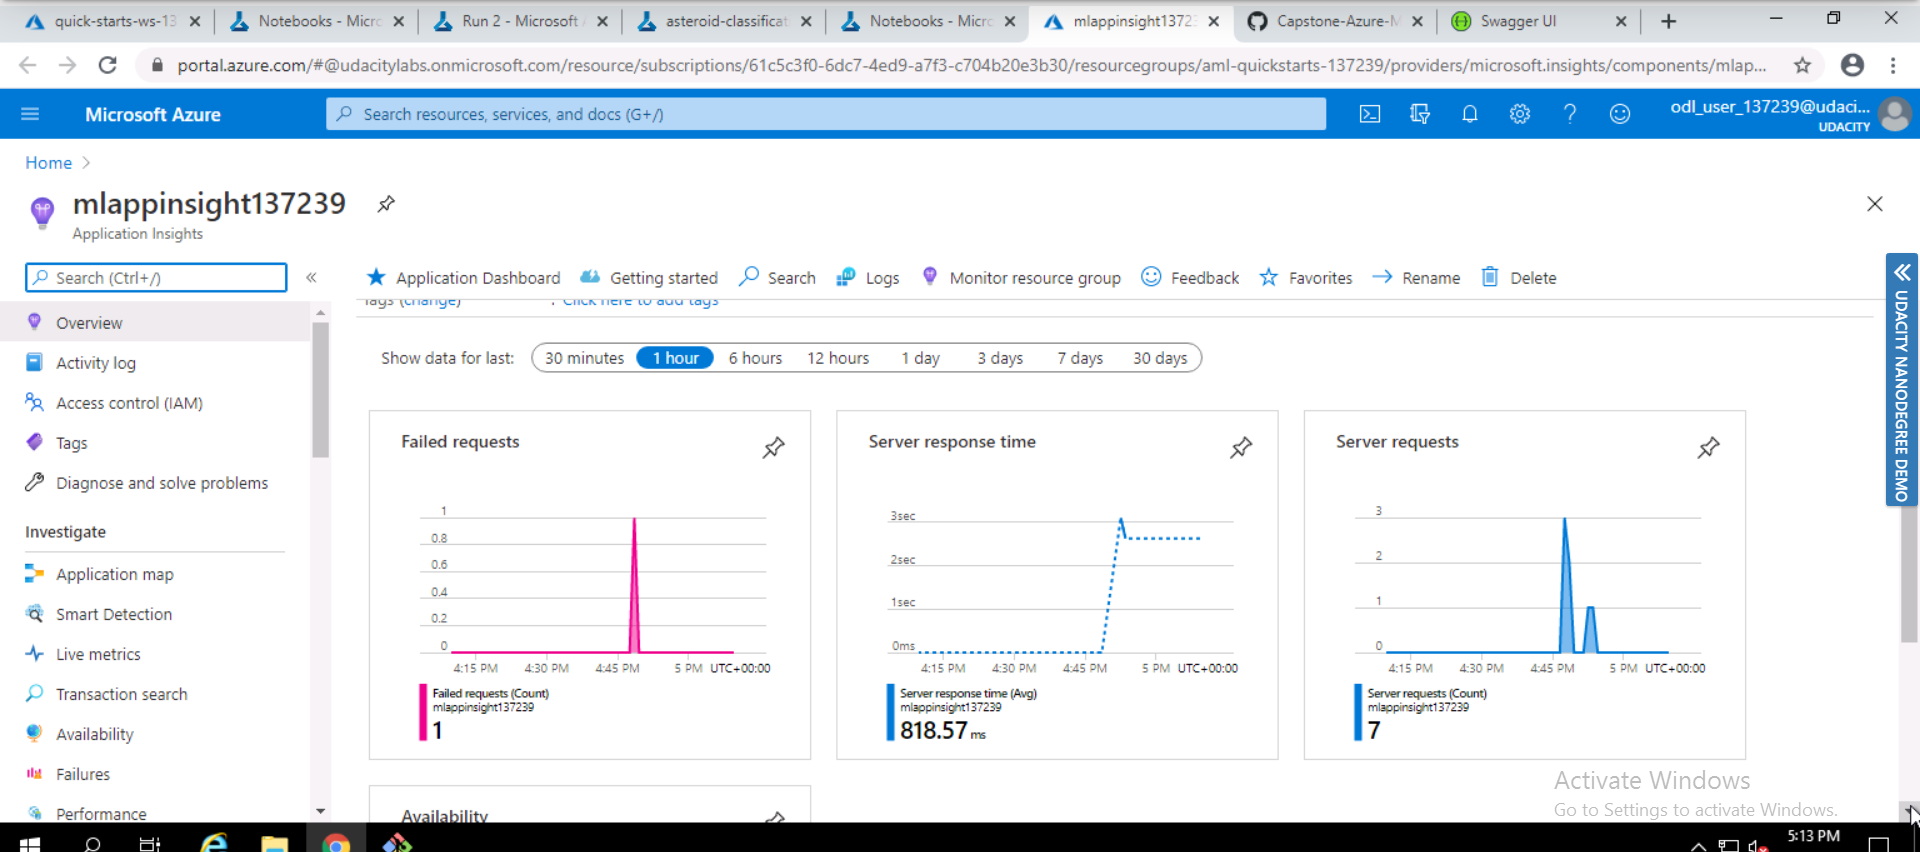 quick-starts-ws-13
Notebooks - Micro
Run 2 - Microsoft A
asteroid-classificat
Notebooks - Micro
mlappinsight13723
Capstone-Azure-M
Swagger UI
portal.azure.com/#@udacitylabs.onmicrosoft.com/resource/subscriptions/61c5c3f0-6dc7-4ed9-a7f3-c704b20e3b30/resourcegroups/aml-quickstarts-137239/providers/microsoft.insights/components/mlap...
Microsoft Azure
Search resources, services, and docs (G+/)
odl_user_137239@udaci...
UDACITY
Home
mlappinsight137239
Application Insights
Search (Ctrl+/)
Application Dashboard
Getting started
Search
Logs
Monitor resource group
Feedback
Favorites
Rename
Delete
Tags (change) : Click here to add tags
Overview
Activity log
Access control (IAM)
Tags
Diagnose and solve problems
Investigate
Application map
Smart Detection
Live metrics
Transaction search
Availability
Failures
Performance
Show data for last:
30 minutes
1 hour
6 hours
12 hours
1 day
3 days
7 days
30 days
Failed requests
1
0.8
0.6
0.4
0.2
0
4:15 PM 4:30 PM 4:45 PM 5 PM UTC+00:00
Failed requests (Count)
mlappinsight137239
1
Server response time
3sec
2sec
1sec
0ms
4:15 PM 4:30 PM 4:45 PM 5 PM UTC+00:00
Server response time (Avg)
mlappinsight137239
818.57 ms
Server requests
3
2
1
0
4:15 PM 4:30 PM 4:45 PM 5 PM UTC+00:00
Server requests (Count)
mlappinsight137239
7
Availability
UDACITY NANODEGREE DEMO
Activate Windows
Go to Settings to activate Windows.
5:13 PM